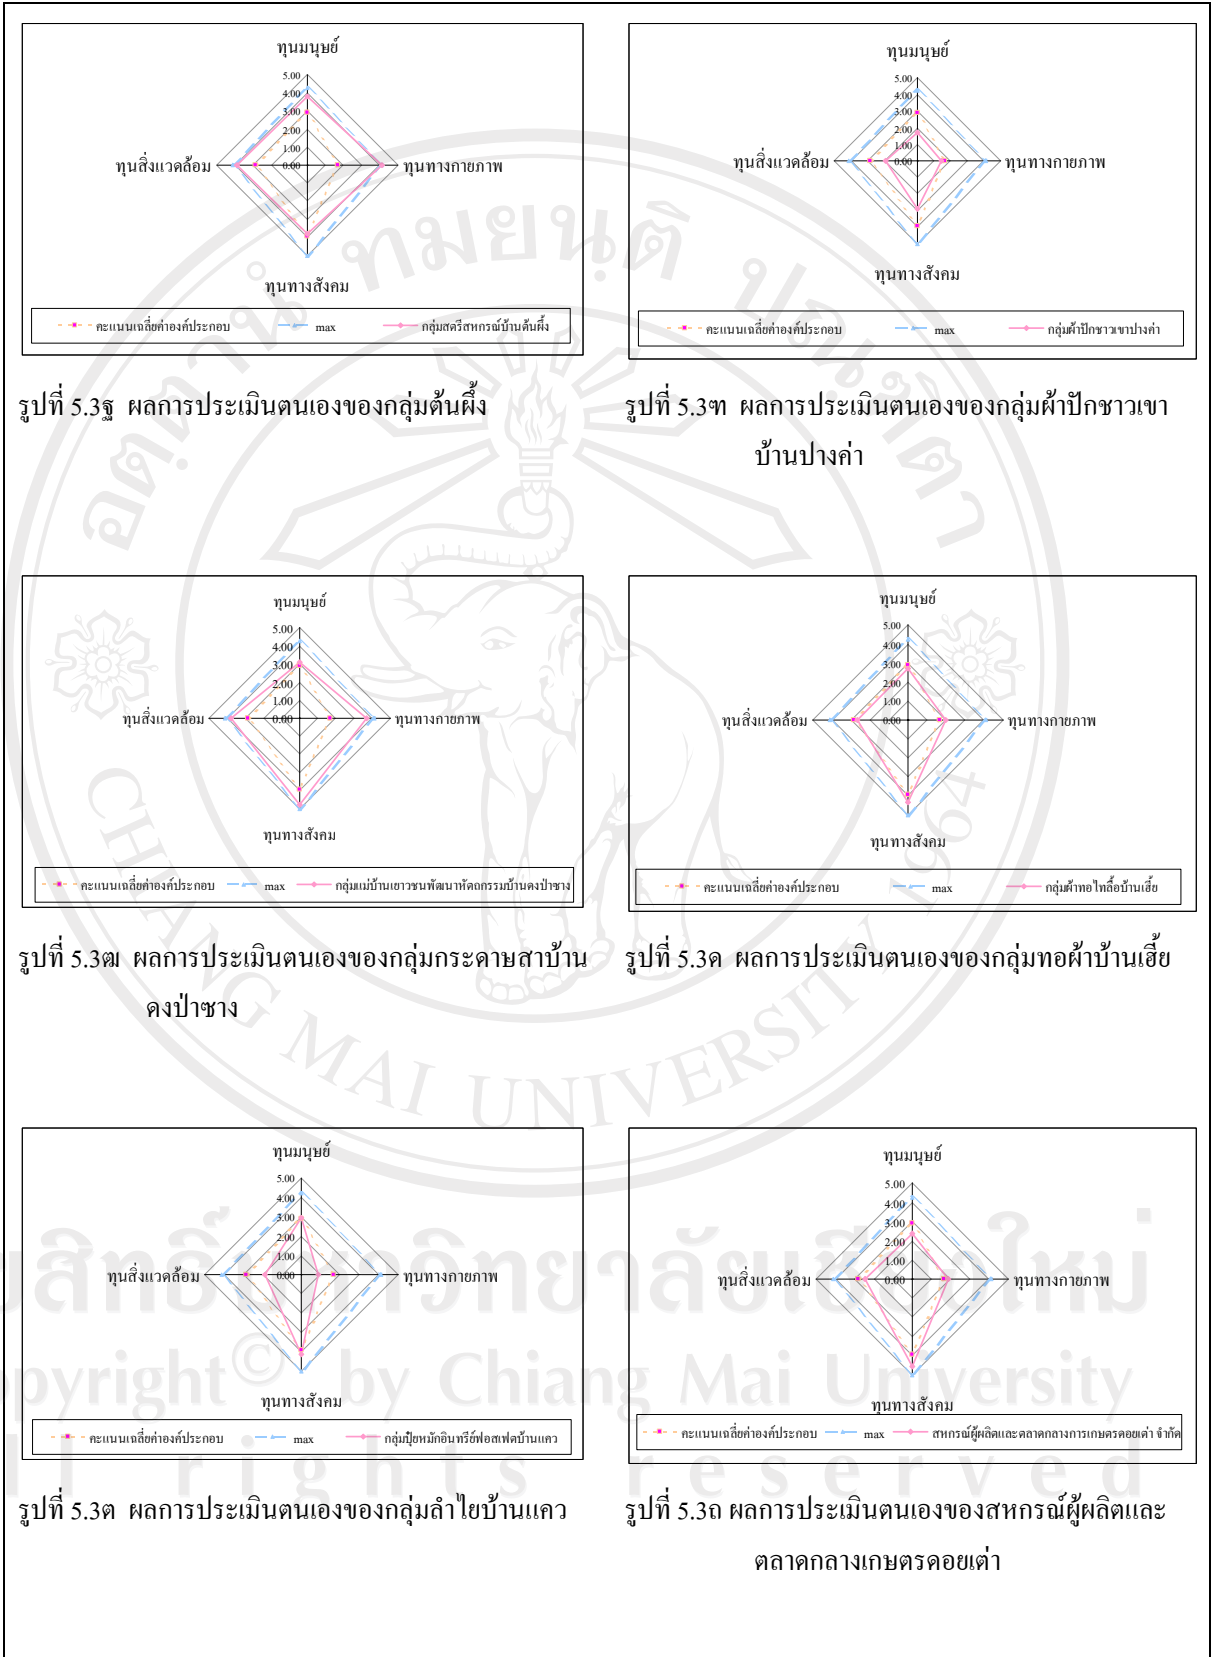 ทุนมนุษย์
5.00
4.00
3.00
2.00
1.00
0.00
ทุนสิ่งแวดล้อม
ทุนทางกายภาพ
ทุนทางสังคม
คะแนนเฉลี่ยค่าองค์ประกอบ max กลุ่มสตรีสหกรณ์บ้านต้นผึ้ง
รูปที่ 5.3ฐ ผลการประเมินตนเองของกลุ่มต้นผึ้ง
ทุนมนุษย์
5.00
4.00
3.00
2.00
1.00
0.00
ทุนสิ่งแวดล้อม
ทุนทางกายภาพ
ทุนทางสังคม
คะแนนเฉลี่ยค่าองค์ประกอบ max กลุ่มผ้าปักชาวเขาปางค่า
รูปที่ 5.3ฑ ผลการประเมินตนเองของกลุ่มผ้าปักชาวเขา
บ้านปางค่า
ทุนมนุษย์
5.00
4.00
3.00
2.00
1.00
0.00
ทุนสิ่งแวดล้อม
ทุนทางกายภาพ
ทุนทางสังคม
คะแนนเฉลี่ยค่าองค์ประกอบ max กลุ่มแม่บ้านเยาวชนพัฒนาหัตถกรรมบ้านดงป่าซาง
รูปที่ 5.3ฒ ผลการประเมินตนเองของกลุ่มกระดาษสาบ้าน
ดงป่าซาง
ทุนมนุษย์
5.00
4.00
3.00
2.00
1.00
0.00
ทุนสิ่งแวดล้อม
ทุนทางกายภาพ
ทุนทางสังคม
คะแนนเฉลี่ยค่าองค์ประกอบ max กลุ่มผ้าทอไทลื้อบ้านเฮี้ย
รูปที่ 5.3ด ผลการประเมินตนเองของกลุ่มทอผ้าบ้านเฮี้ย
ทุนมนุษย์
5.00
4.00
3.00
2.00
1.00
0.00
ทุนสิ่งแวดล้อม
ทุนทางกายภาพ
ทุนทางสังคม
คะแนนเฉลี่ยค่าองค์ประกอบ max กลุ่มปุ๋ยหมักอินทรีย์ฟอสเฟตบ้านแคว
รูปที่ 5.3ต ผลการประเมินตนเองของกลุ่มลำไยบ้านแคว
ทุนมนุษย์
5.00
4.00
3.00
2.00
1.00
0.00
ทุนสิ่งแวดล้อม
ทุนทางกายภาพ
ทุนทางสังคม
คะแนนเฉลี่ยค่าองค์ประกอบ max สหกรณ์ผู้ผลิตและตลาดกลางการเกษตรดอยเต่า จำกัด
รูปที่ 5.3ถ ผลการประเมินตนเองของสหกรณ์ผู้ผลิตและ
ตลาดกลางเกษตรดอยเต่า
CHIANG MAI UNIVERSITY 1964
by Chiang Mai University
rights reserved